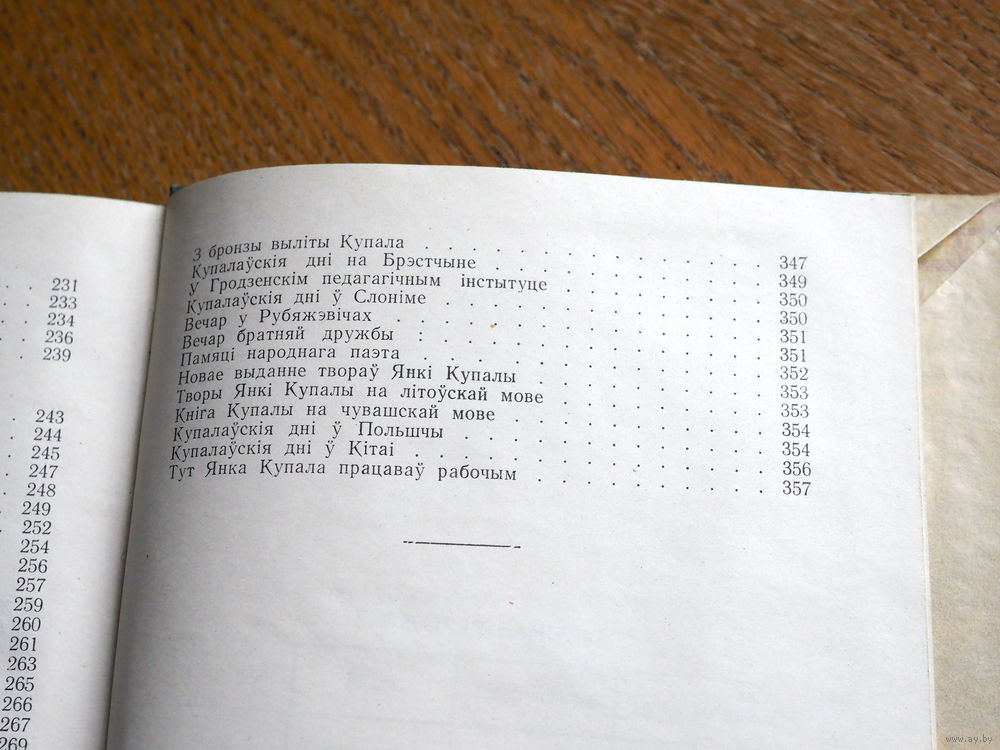 231
233
234
236
239
243
244
245
247
248
249
252
254
256
257
259
260
261
263
265
266
267
269
З бронзы выліты Купала . . . . . . . . . . 347
Купалаўскія дні на Брэстчыне . . . . . . . . 349
У Гродзенскім педагагічным інстытуце . . . . . . 350
Купалаўскія дні ў Слоніме . . . . . . . . . 350
Вечар у Рубяжэвічах . . . . . . . . . . 351
Вечар братняй дружбы : . . . . . . . . . 351
Памяці народнага паэта . . . . . . . . . . 352
Новае выданне твораў Янкі Купалы . . . . . . . 353
Творы Янкі Купалы на літоўскай мове . . . . . . 353
Кніга Купалы на чувашскай мове . . . . . . . 354
Купалаўскія дні ў Польшчы . . . . . . . . . 354
Купалаўскія дні ў Кітаі . . . . . . . . . . 356
Тут Янка Купала працаваў рабочым . . . . . . . 357
www.ay.by